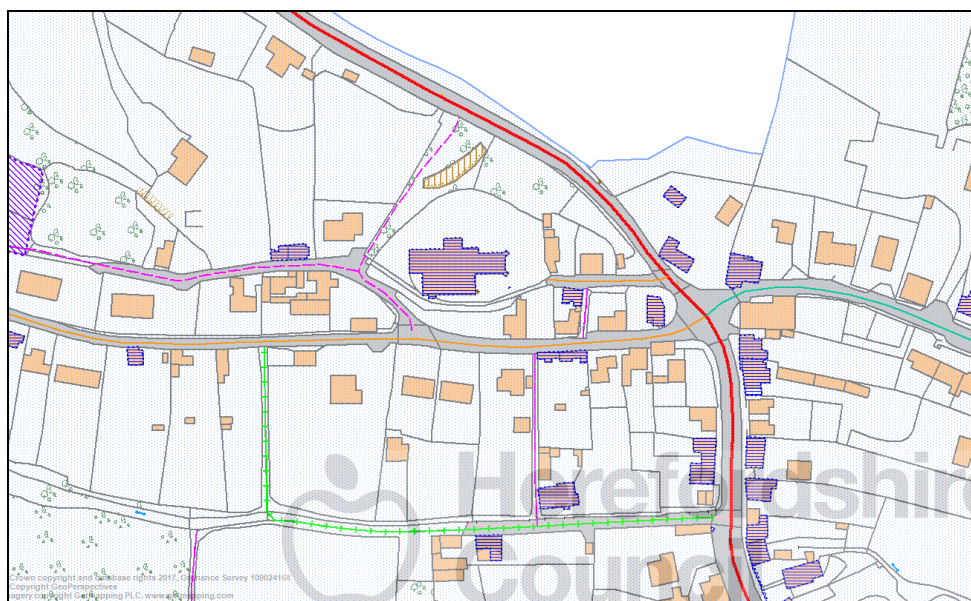 Herefordshire
Council
Crown copyright and database rights 2017, Ordnance Survey 100024168
Copyright GeoPerspectives
agery copyright Getmapping PLC. www.getmapping.com